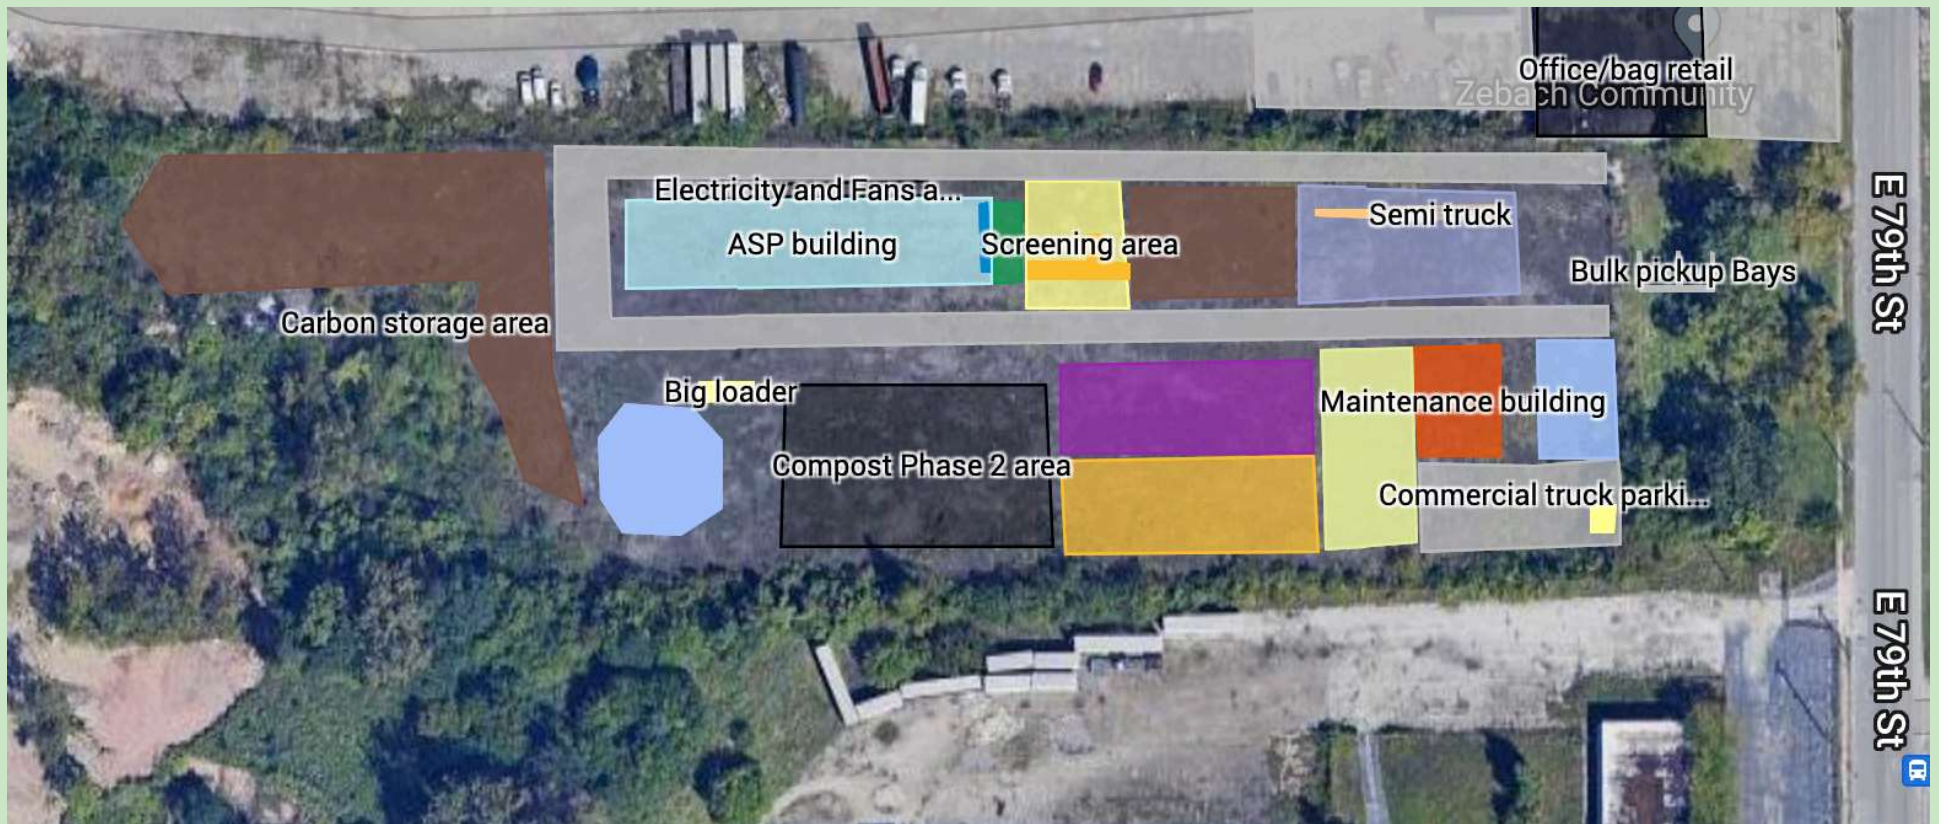 Office/bag retail
Zebach Community
Electricity and Fans a...
Semi truck
ASP building
Screening area
Bulk pickup Bays
E 79th St
Carbon storage area
Big loader
Maintenance building
Compost Phase 2 area
Commercial truck parki...
E 79th St